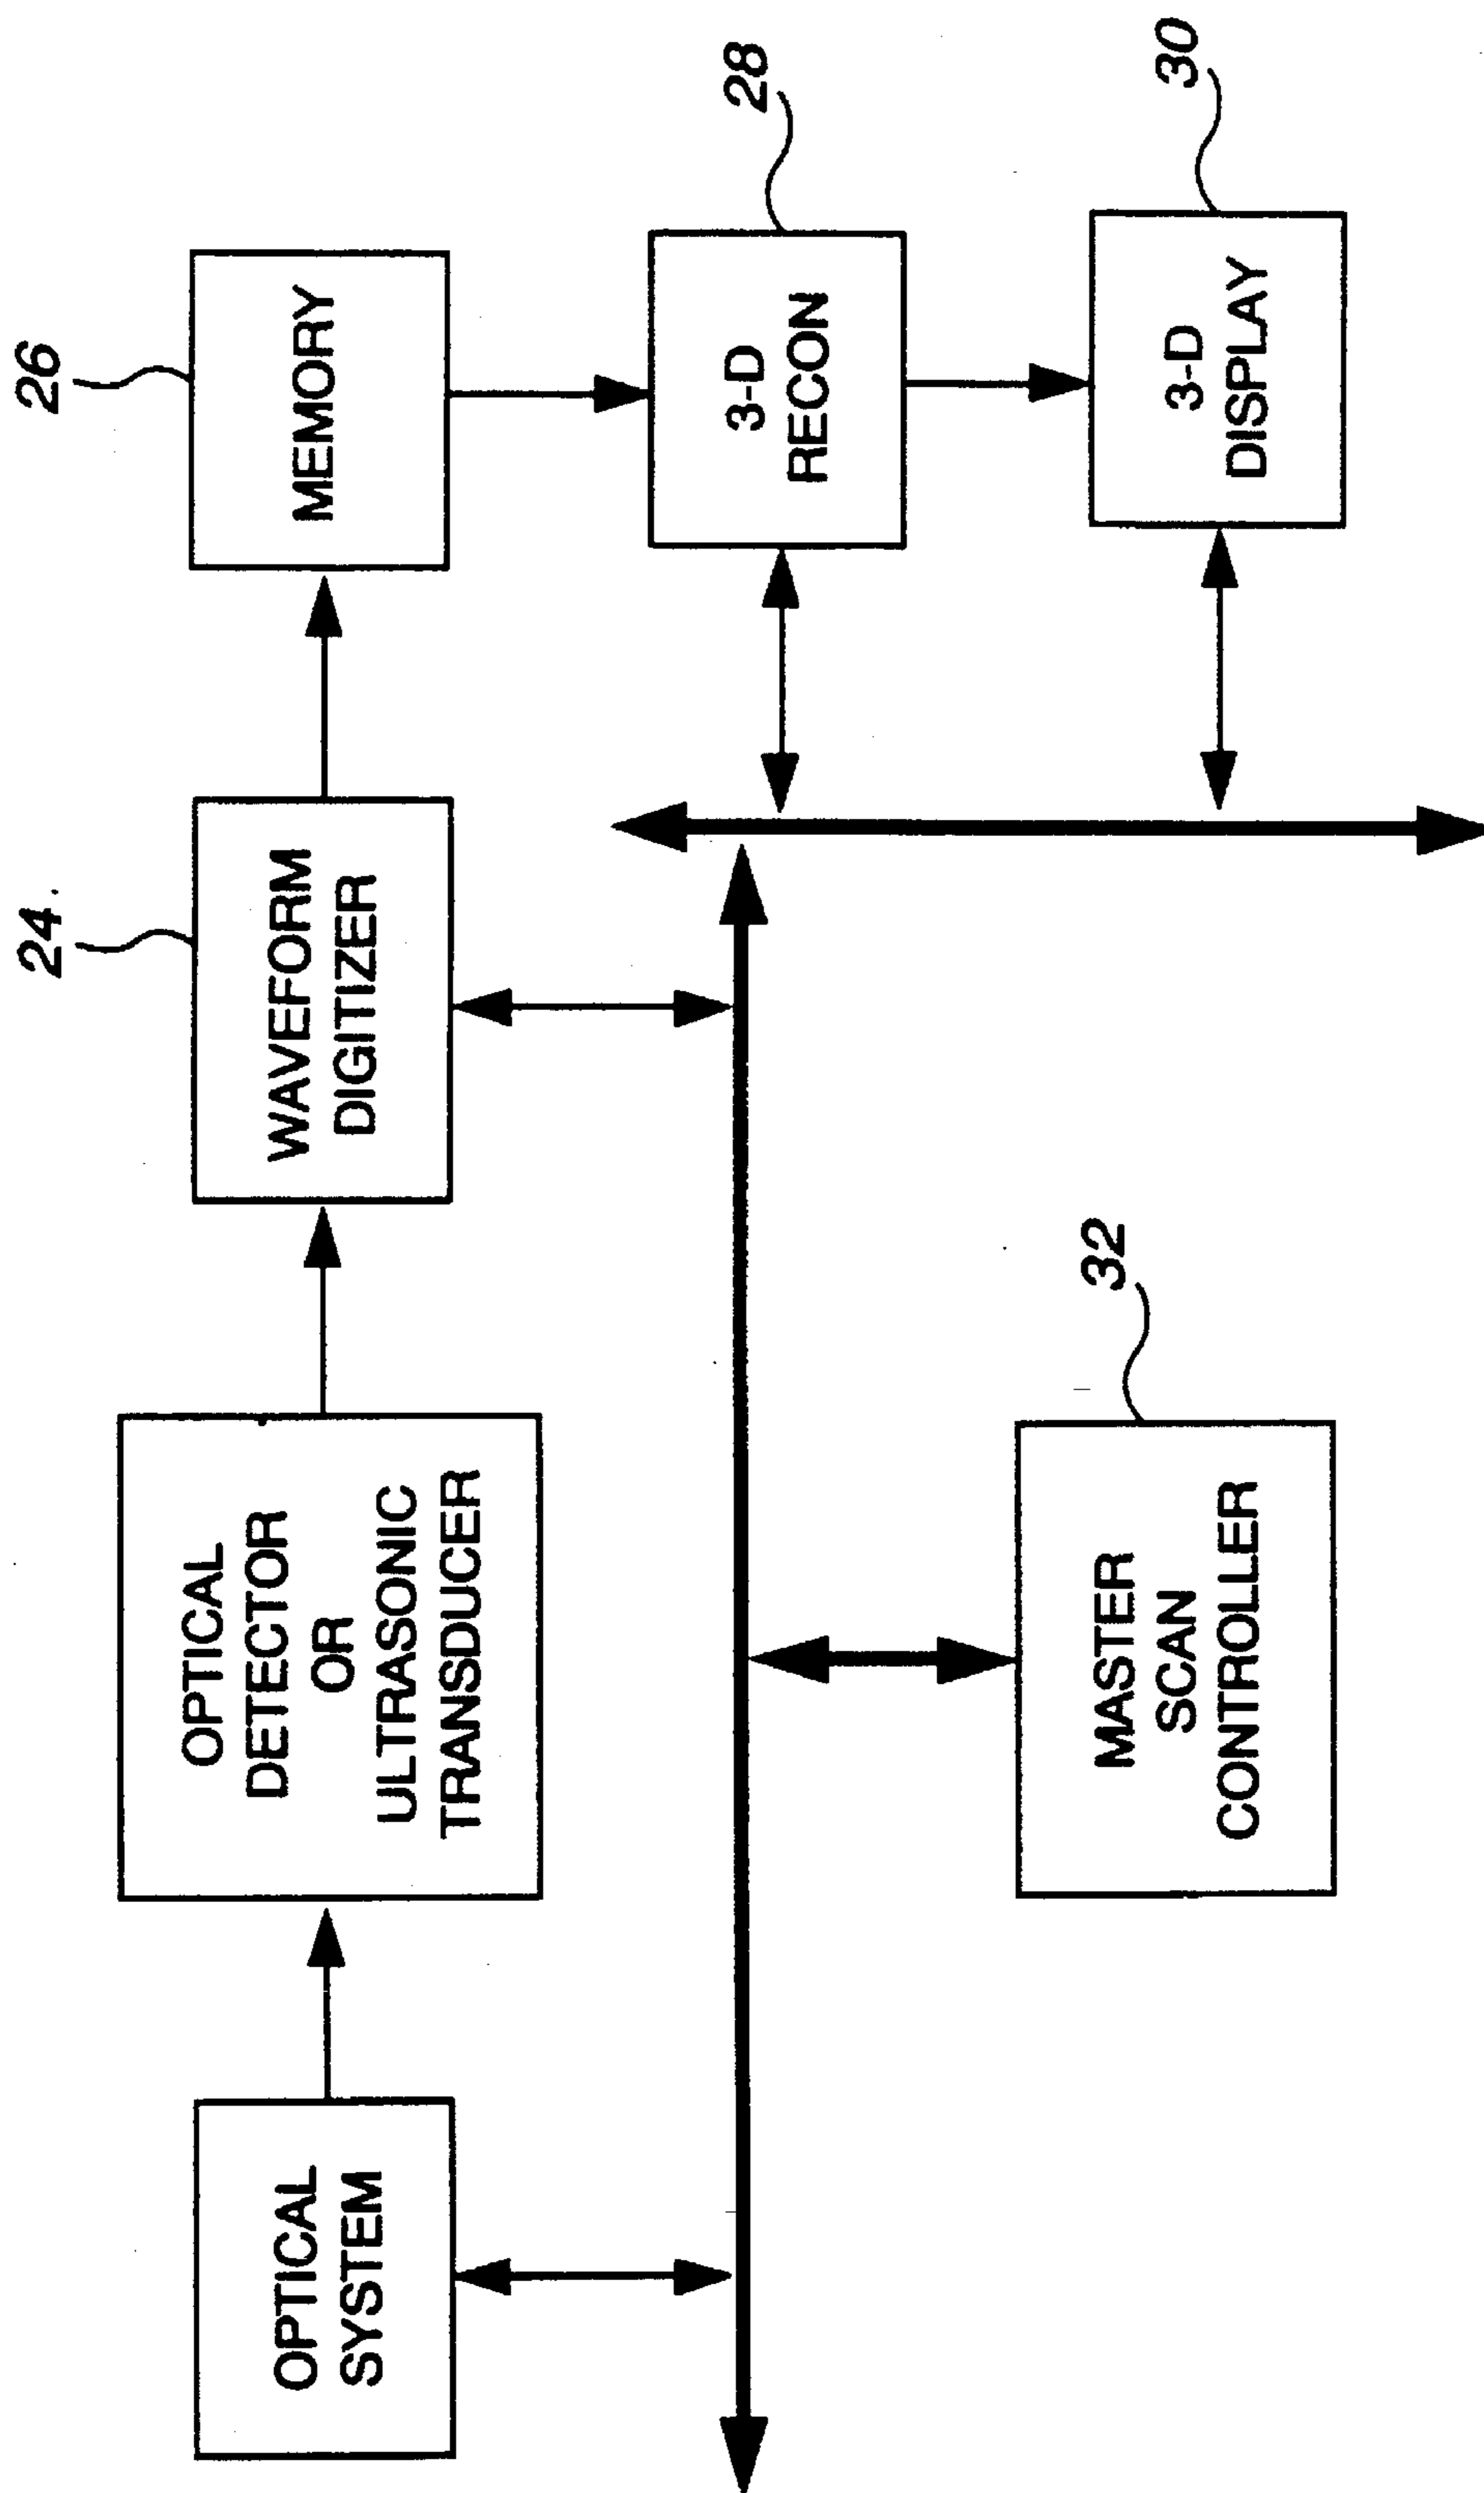 OPTICAL
SYSTEM
OPTICAL
DETECTOR
OR
ULTRASONIC
TRANSDUCER
24
WAVEFORM
DIGITIZER
26
MEMORY
28
3-D
RECON
30
3-D
DISPLAY
32
MASTER
SCAN
CONTROLLER